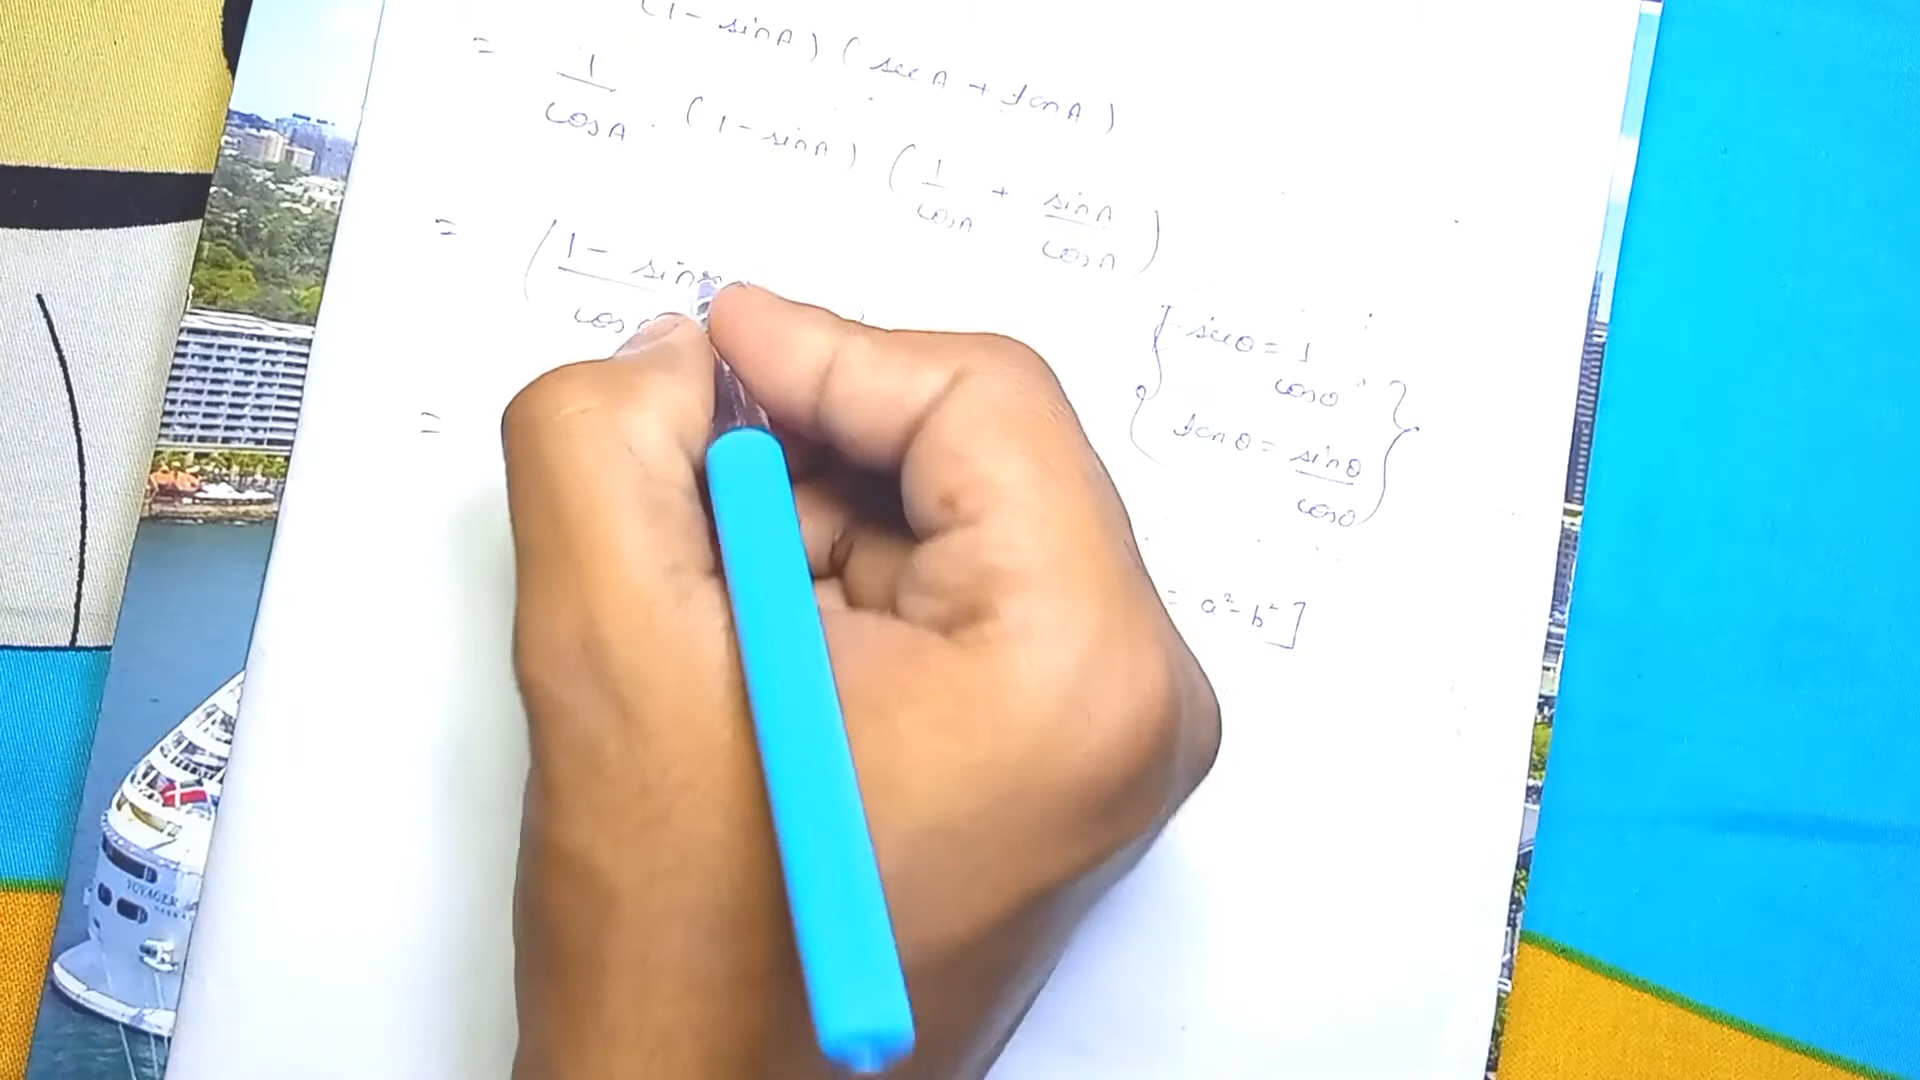 (1 - sinA) (secA + tanA)
= 1/cosA . (1 - sinA) (1/cosA + sinA/cosA)
= (1 - sin
cos
{ secθ = 1/cosθ }
{ tanθ = sinθ/cosθ }
=
= a² - b² ]
VOYAGER